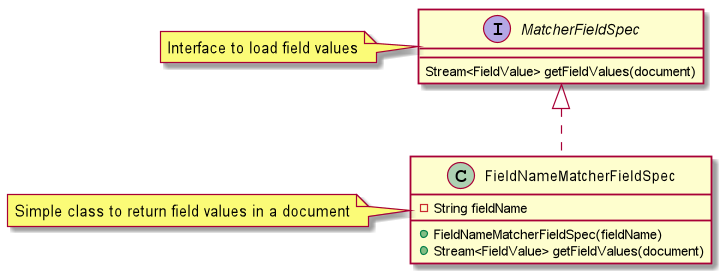 Interface to load field values
I MatcherFieldSpec
Stream<FieldValue> getFieldValues(document)
C FieldNameMatcherFieldSpec
Simple class to return field values in a document
String fieldName
FieldNameMatcherFieldSpec(fieldName)
Stream<FieldValue> getFieldValues(document)